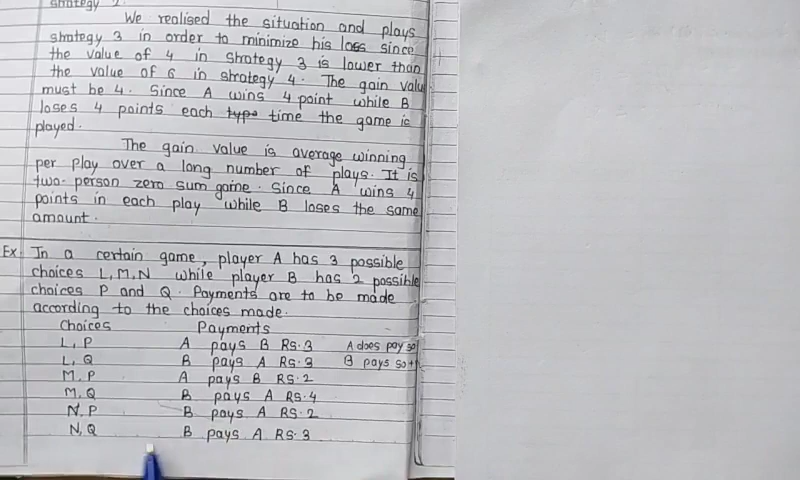 strategy 2.
We realised the situation and plays
strategy 3 in order to minimize his loss since
the value of 4 in strategy 3 is lower than
the value of 6 in strategy 4. The gain valu
must be 4. Since A wins 4 point while B
loses 4 points each type time the game is
played.
The gain value is average winning
per play over a long number of plays. It is
two-person zero sum game. Since A wins 4
points in each play while B loses the same
amount.
Ex. In a certain game, player A has 3 possible
choices L, M, N while player B has 2 possible
choices P and Q. Payments are to be made
according to the choices made.
Choices Payments
L, P A pays B RS.3 A does pay so
L, Q B pays A RS.3 B pays so
M, P A pays B RS.2
M, Q B pays A RS.4
N, P B pays A RS.2
N, Q B pays A RS.3